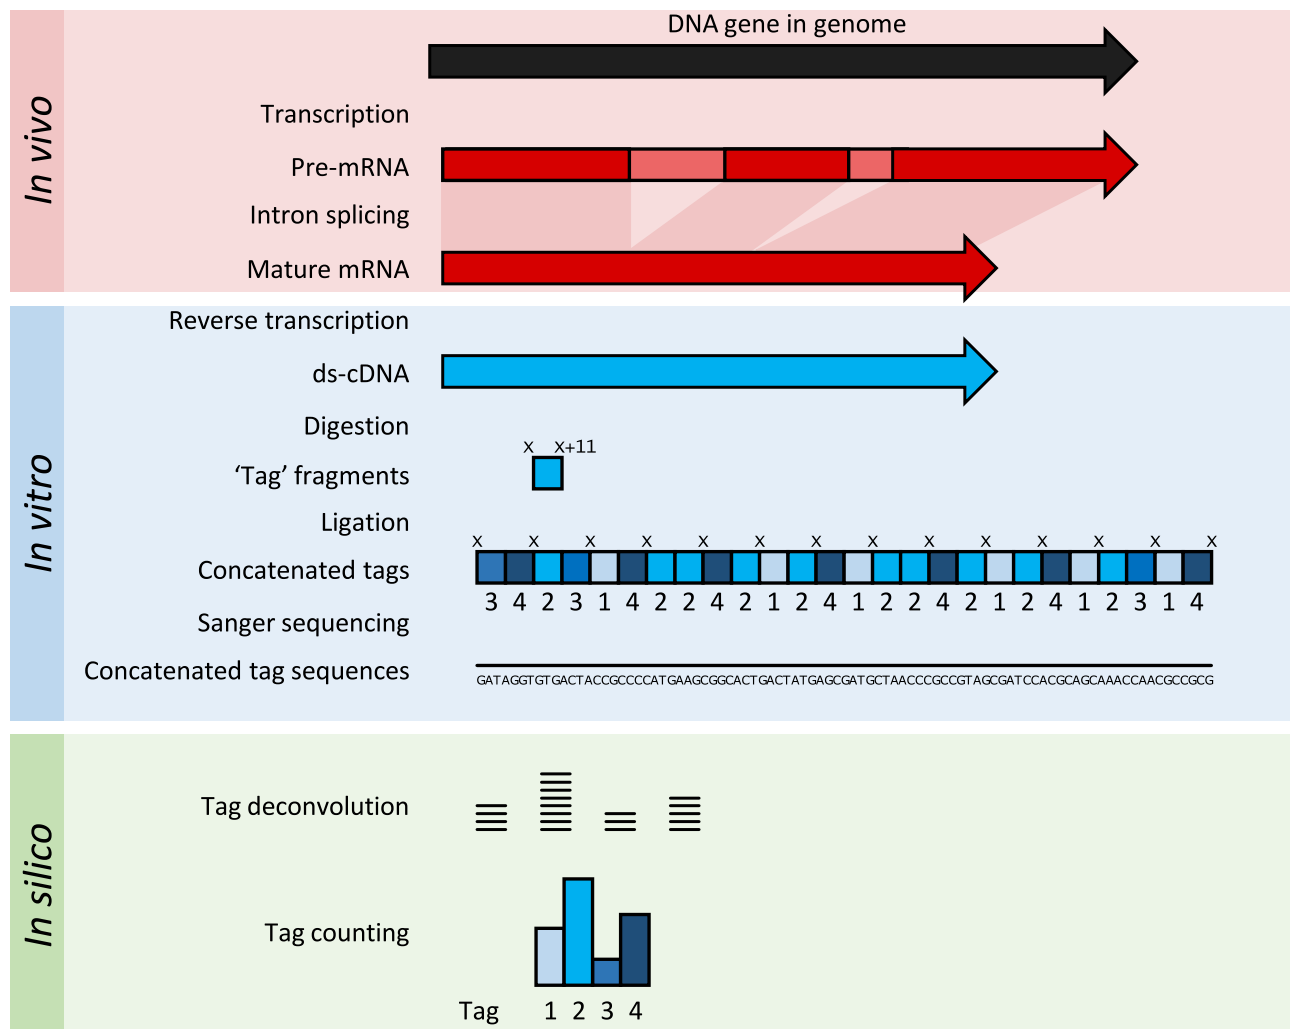 In vivo
DNA gene in genome
Transcription
Pre-mRNA
Intron splicing
Mature mRNA
In vitro
Reverse transcription
ds-cDNA
Digestion
x x+11
‘Tag’ fragments
Ligation
x x x x x x x x x x x x x x
Concatenated tags
3 4 2 3 1 4 2 2 4 2 1 2 4 1 2 2 4 2 1 2 4 1 2 3 1 4
Sanger sequencing
Concatenated tag sequences
GATAGGTGTGACTACCGCCCCATGAAGCGGCACTGACTATGAGCGATGCTAACCCGCCGTAGCGATCCACGCAGCAAACCAACGCCGCG
In silico
Tag deconvolution
Tag counting
Tag 1 2 3 4